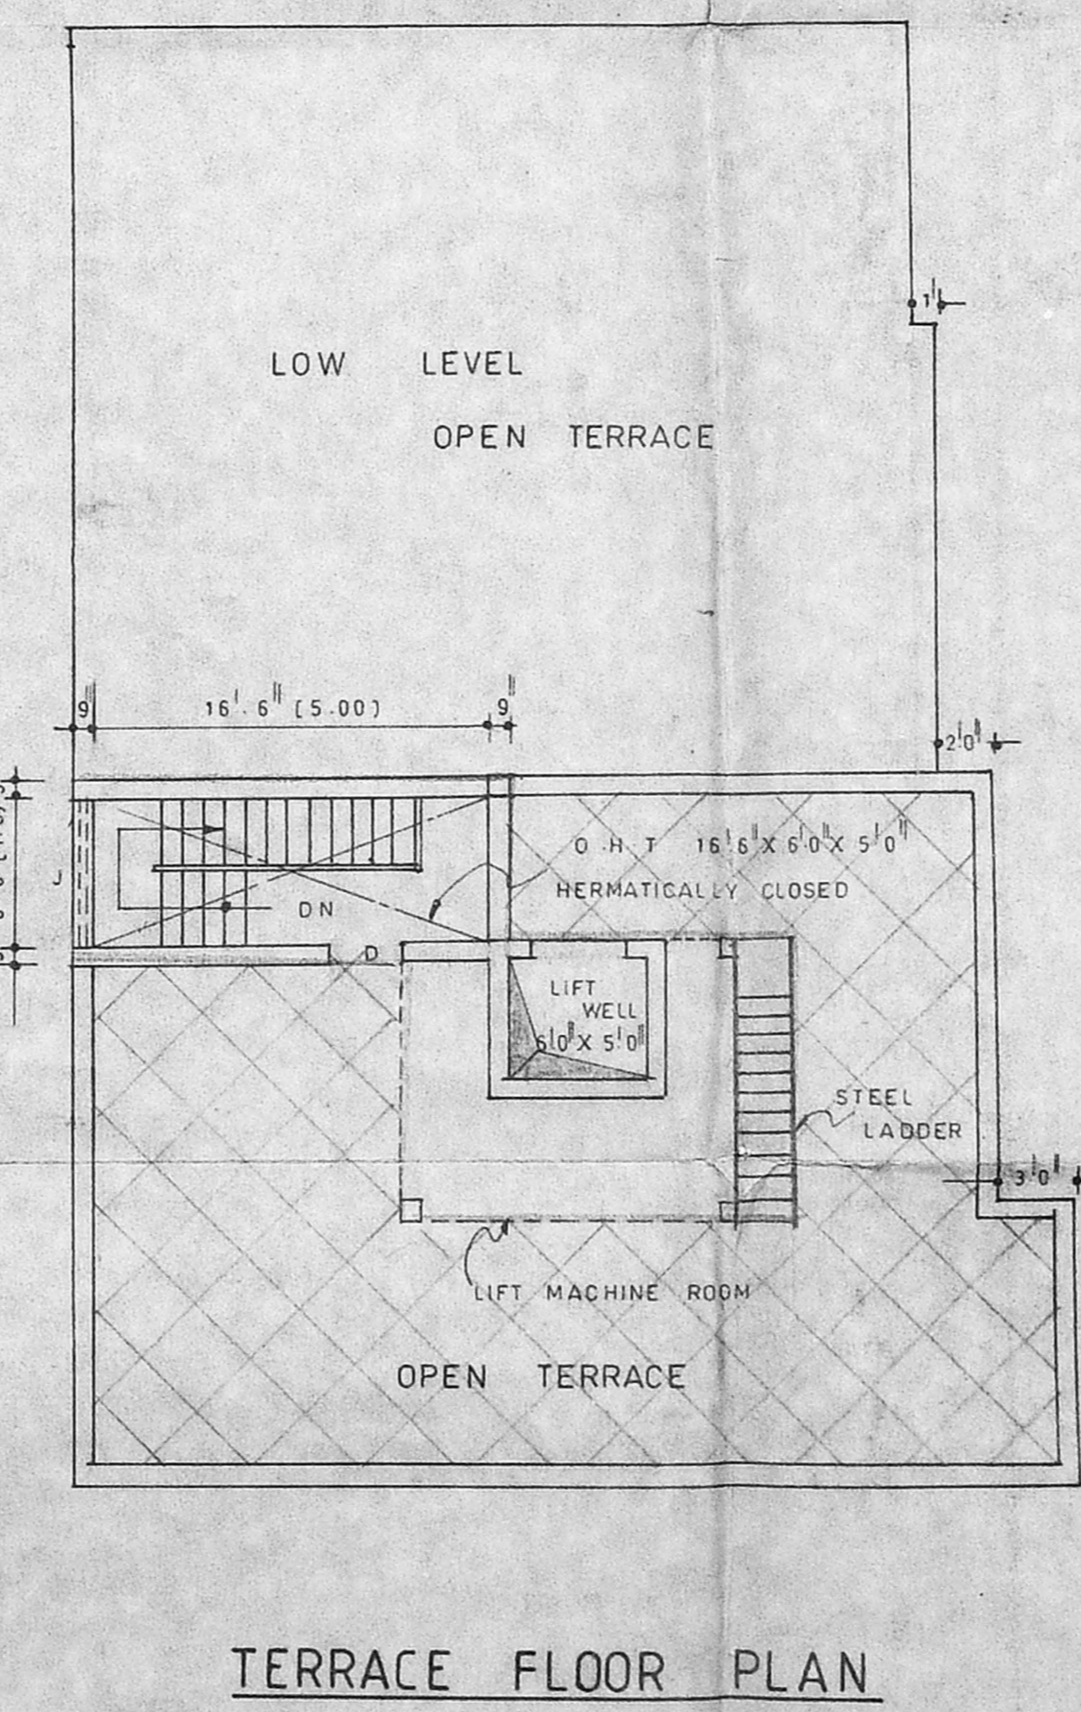 1'
LOW LEVEL
OPEN TERRACE
9" 16'.6" (5.00) 9"
2'0"
O.H.T 16'6" X 6'0" X 5'0"
HERMATICALLY CLOSED
J
DN
D
LIFT
WELL
6'0" X 5'0"
STEEL
LADDER
3'0"
LIFT MACHINE ROOM
OPEN TERRACE
TERRACE FLOOR PLAN